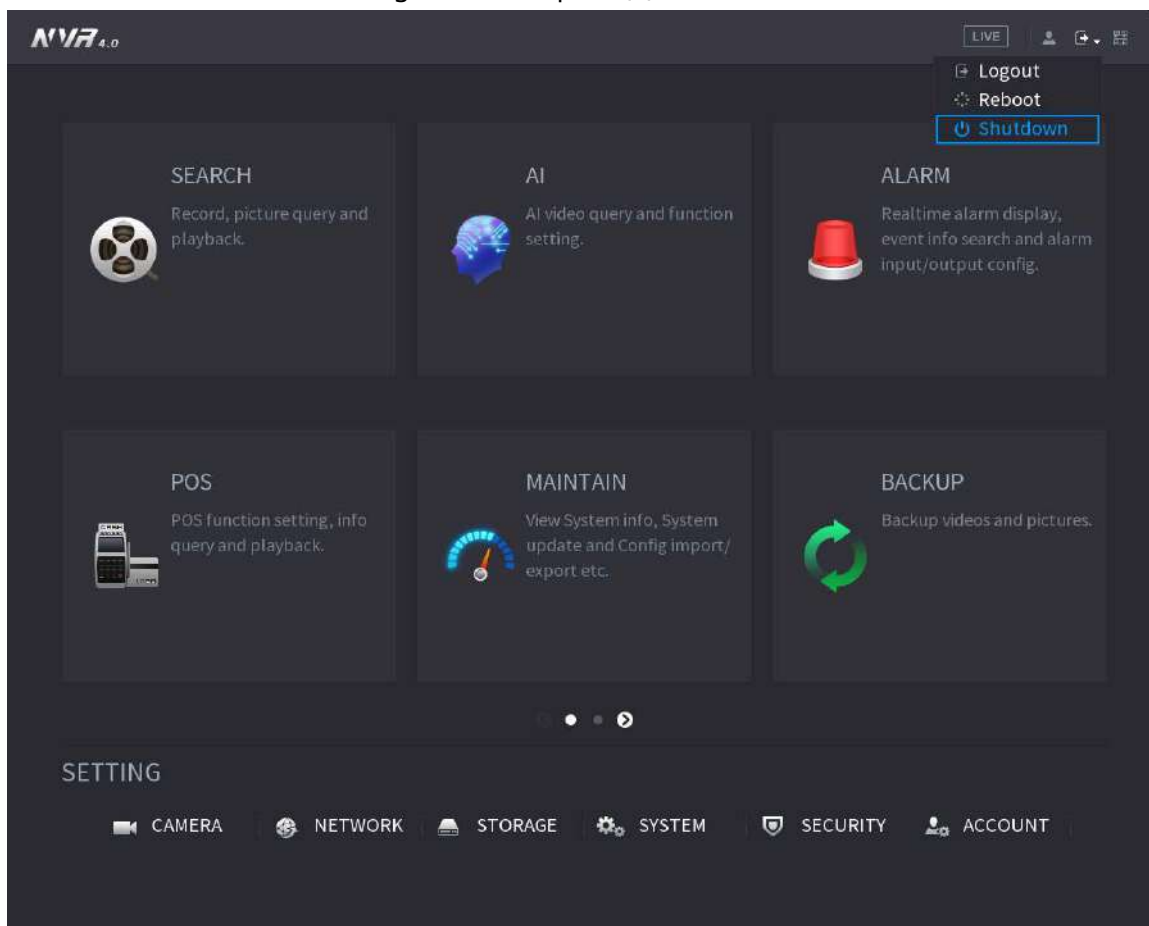 NVR 4.0
LIVE
Logout
Reboot
Shutdown
SEARCH
Record, picture query and
playback.
AI
AI video query and function
setting.
ALARM
Realtime alarm display,
event info search and alarm
input/output config.
POS
POS function setting, info
query and playback.
MAINTAIN
View System info, System
update and Config import/
export etc.
BACKUP
Backup videos and pictures.
SETTING
CAMERA NETWORK STORAGE SYSTEM SECURITY ACCOUNT